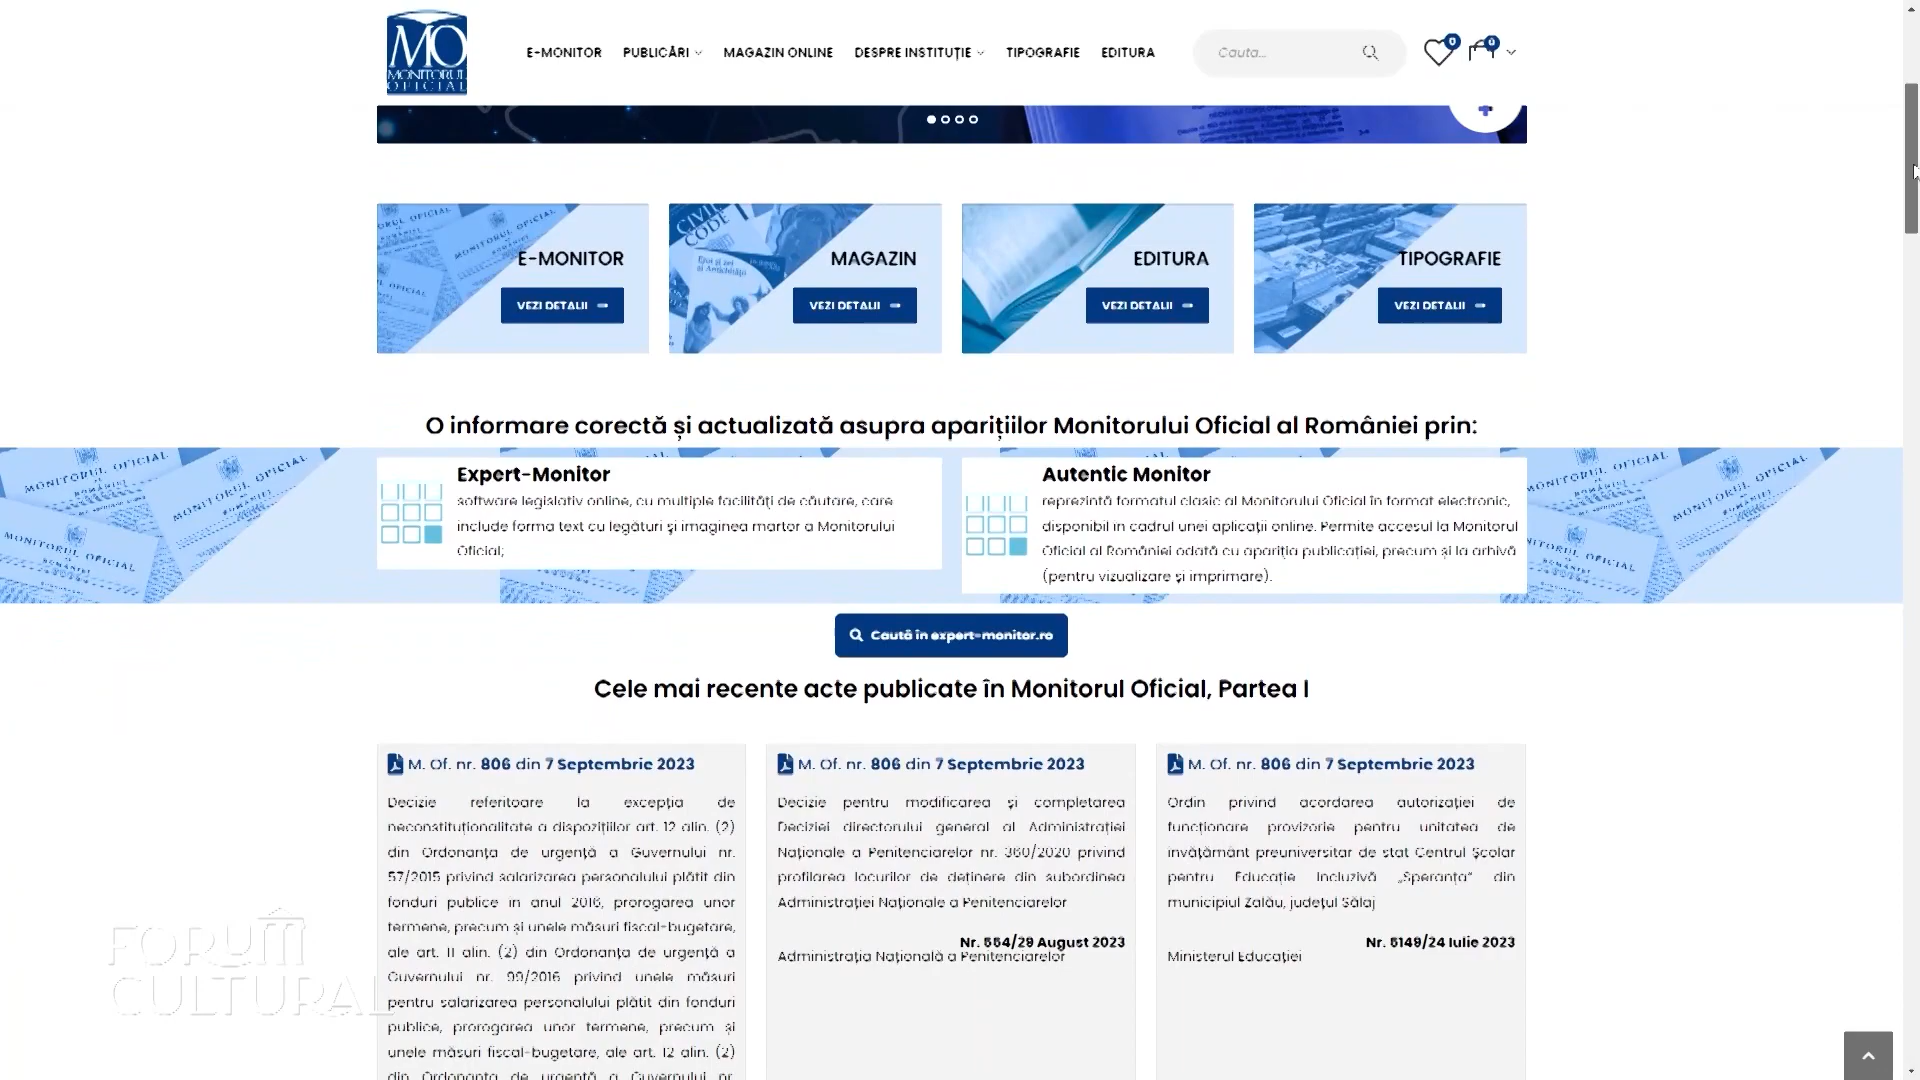 MO
MONITORUL
OFICIAL
E-MONITOR PUBLICĂRI MAGAZIN ONLINE DESPRE INSTITUȚIE TIPOGRAFIE EDITURA
Cauta...
0
0
E-MONITOR
VEZI DETALII
MAGAZIN
VEZI DETALII
EDITURA
VEZI DETALII
TIPOGRAFIE
VEZI DETALII
O informare corectă și actualizată asupra aparițiilor Monitorului Oficial al României prin:
Expert-Monitor
software legislativ online, cu multiple facilități de căutare, care
include forma text cu legături şi imaginea martor a Monitorului
Oficial;
Autentic Monitor
reprezintă formatul clasic al Monitorului Oficial în format electronic,
disponibil in cadrul unei aplicații online. Permite accesul la Monitorul
Oficial al României odată cu apariția publicației, precum și la arhivă
(pentru vizualizare și imprimare).
Caută în expert-monitor.ro
Cele mai recente acte publicate în Monitorul Oficial, Partea I
M. Of. nr. 806 din 7 Septembrie 2023
Decizie referitoare la excepția de
neconstituționalitate a dispozițiilor art. 12 alin. (2)
din Ordonanța de urgență a Guvernului nr.
57/2015 privind salarizarea personalului plătit din
fonduri publice in anul 2016, prorogarea unor
termene, precum și unele măsuri fiscal-bugetare,
ale art. 11 alin. (2) din Ordonanța de urgență a
Guvernului nr. 99/2016 privind unele măsuri
pentru salarizarea personalului plătit din fonduri
publice, prorogarea unor termene, precum și
unele măsuri fiscal-bugetare, ale art. 12 alin. (2)
din Ordonanța de urgență a Guvernului nr.
M. Of. nr. 806 din 7 Septembrie 2023
Decizie pentru modificarea și completarea
Deciziei directorului general al Administrației
Naționale a Penitenciarelor nr. 360/2020 privind
profilarea locurilor de deținere din subordinea
Administrației Naționale a Penitenciarelor
Nr. 554/29 August 2023
Administrația Națională a Penitenciarelor
M. Of. nr. 806 din 7 Septembrie 2023
Ordin privind acordarea autorizației de
funcționare provizorie pentru unitatea de
învățământ preuniversitar de stat Centrul Școlar
pentru Educație Incluzivă „Speranța” din
municipiul Zalău, județul Sălaj
Nr. 5149/24 Iulie 2023
Ministerul Educației
FORUM
CULTURAL